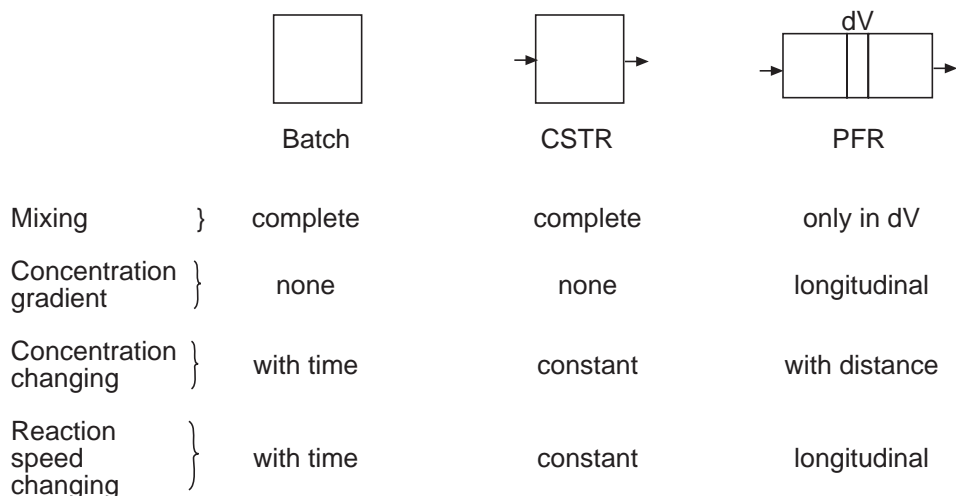 dV
Batch CSTR PFR
Mixing } complete complete only in dV
Concentration
gradient } none none longitudinal
Concentration
changing } with time constant with distance
Reaction
speed } with time constant longitudinal
changing